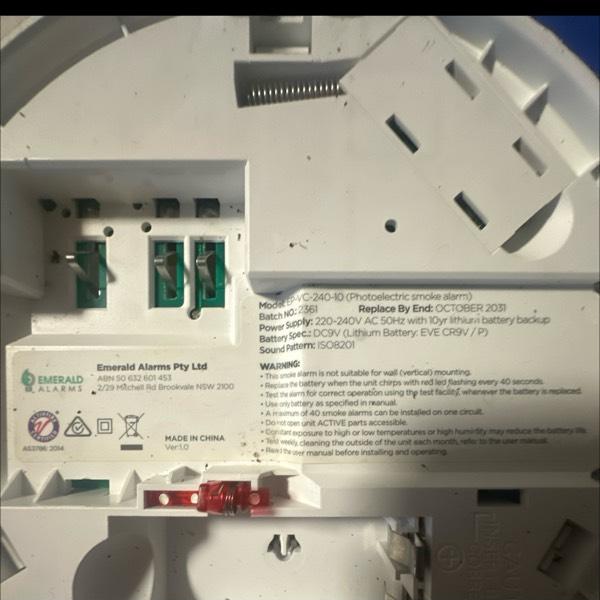 Model: EP-VC-240-10 (Photoelectric smoke alarm)
Batch NO.: 2361 Replace By End: OCTOBER 2031
Power Supply: 220-240V AC 50Hz with 10yr lithium battery backup
Battery Spec.: DC9V (Lithium Battery: EVE CR9V / P)
Sound Pattern: ISO8201
WARNING:
• This smoke alarm is not suitable for wall (vertical) mounting.
• Replace the battery when the unit chirps with red led flashing every 40 seconds.
• Test the alarm for correct operation using the test facility, whenever the battery is replaced.
• Use only battery as specified in manual.
• A maximum of 40 smoke alarms can be installed on one circuit.
• Do not open unit ACTIVE parts accessible.
• Constant exposure to high or low temperatures or high humidity may reduce the battery life.
• Test weekly, cleaning the outside of the unit each month, refer to the user manual.
• Read the user manual before installing and operating.
EMERALD
ALARMS
Emerald Alarms Pty Ltd
ABN 50 632 601 453
2/29 Mitchell Rd Brookvale NSW 2100
AS3786: 2014
MADE IN CHINA
Ver:1.0